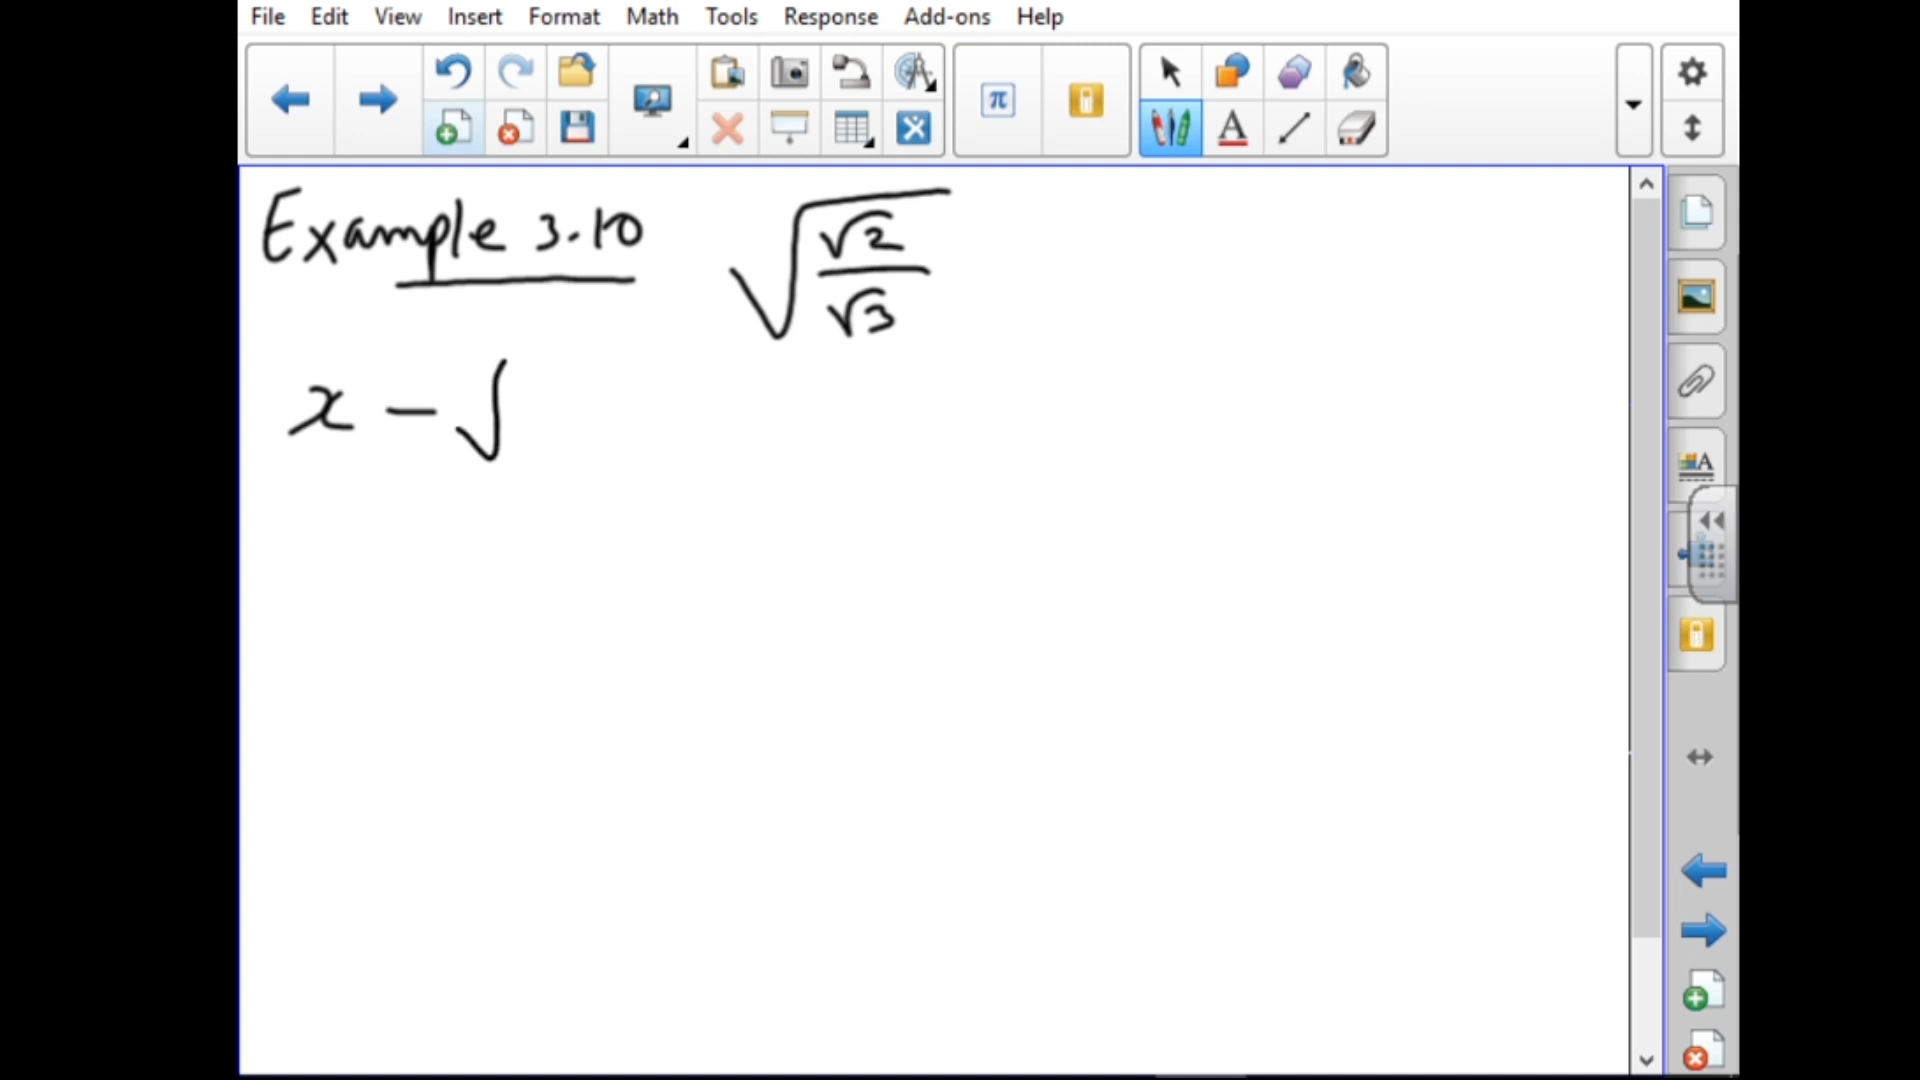 File Edit View Insert Format Math Tools Response Add-ons Help
Example 3.10 √(√2/√3)
x - √